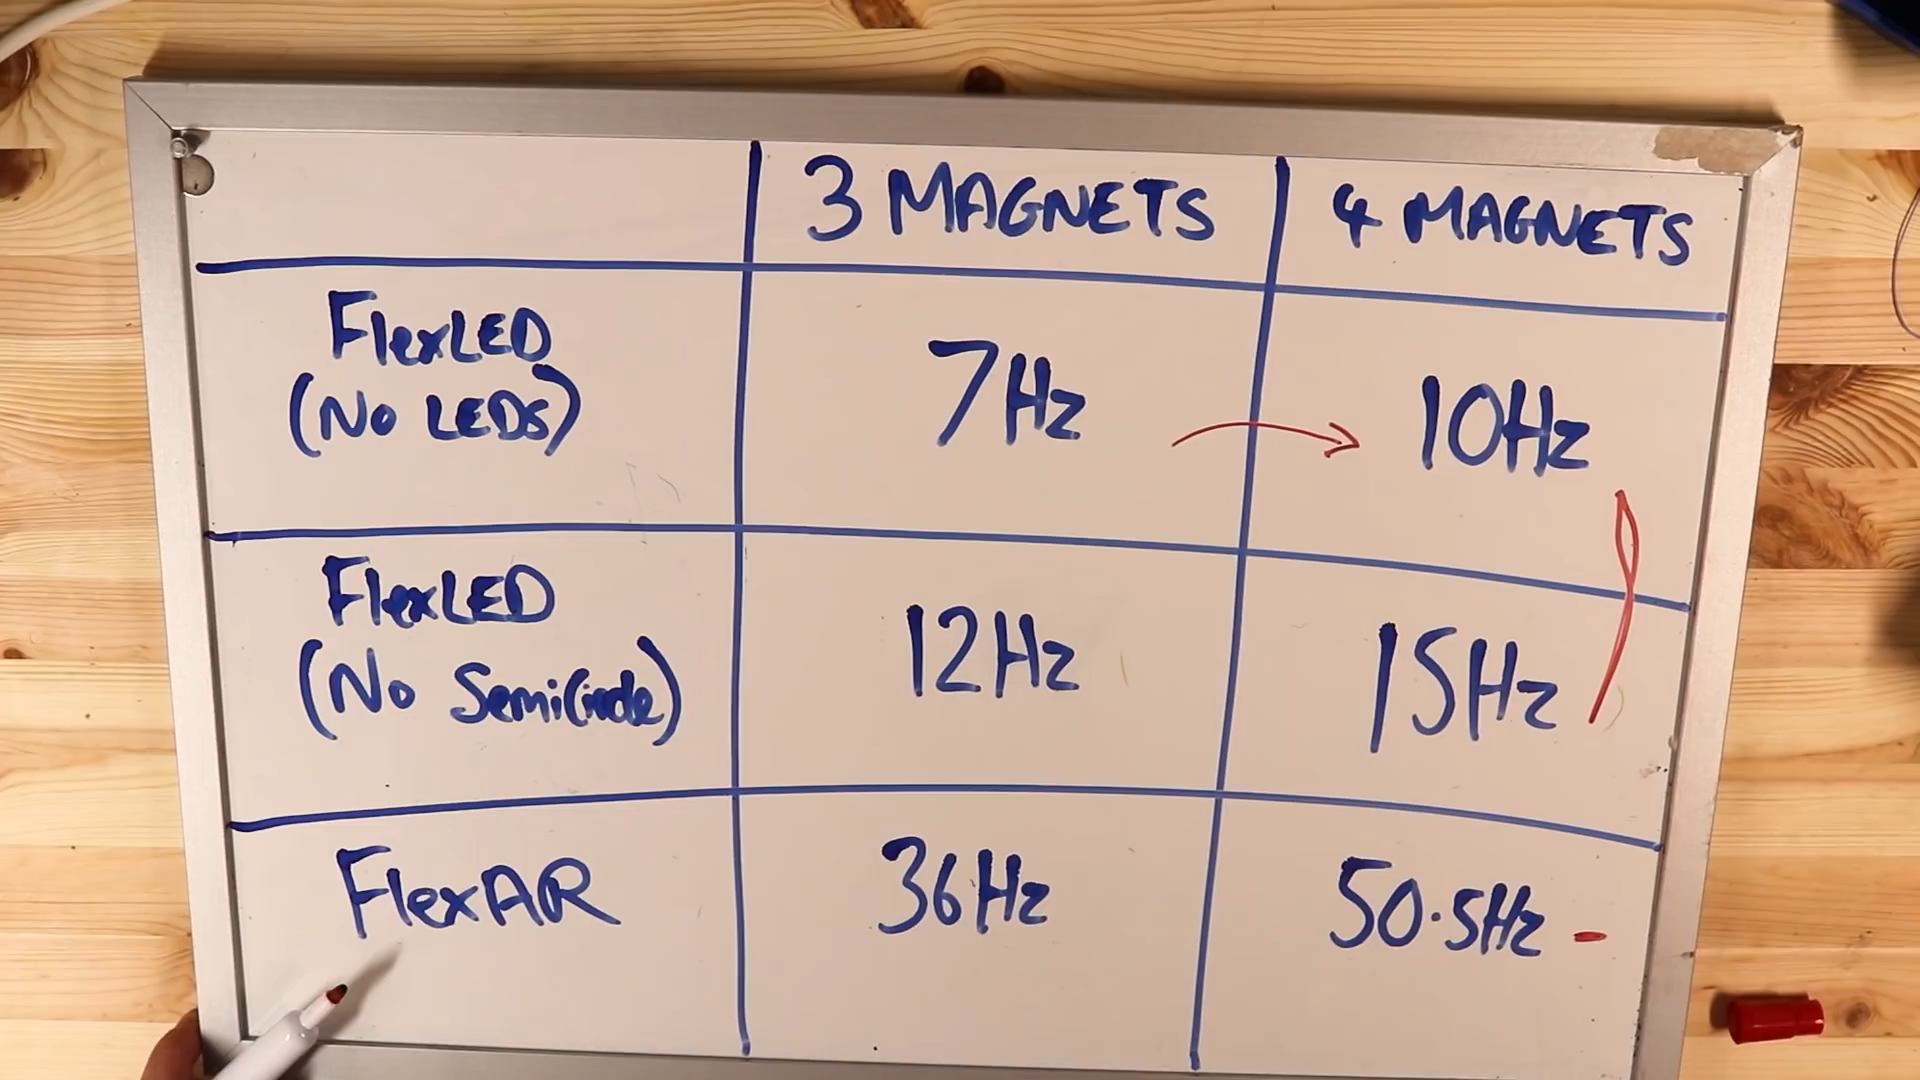 3 MAGNETS
4 MAGNETS
FlexLED
(No LEDs)
7Hz
10Hz
FlexLED
(No SemiCircle)
12Hz
15Hz
FlexAR
36Hz
50.5Hz